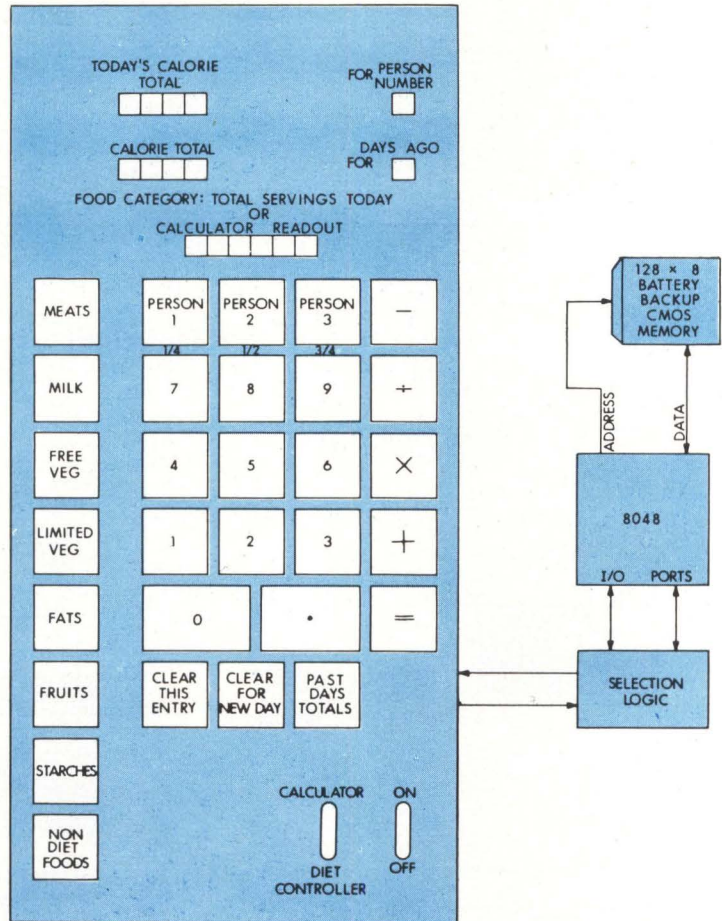 TODAY'S CALORIE
TOTAL
FOR PERSON
NUMBER
CALORIE TOTAL
DAYS AGO
FOR
FOOD CATEGORY: TOTAL SERVINGS TODAY
OR
CALCULATOR READOUT
MEATS
PERSON
1
PERSON
2
PERSON
3
−
1/4
1/2
3/4
MILK
7
8
9
÷
FREE
VEG
4
5
6
×
LIMITED
VEG
1
2
3
+
FATS
0
•
=
FRUITS
CLEAR
THIS
ENTRY
CLEAR
FOR
NEW DAY
PAST
DAYS
TOTALS
STARCHES
NON
DIET
FOODS
CALCULATOR
DIET
CONTROLLER
ON
OFF
128 × 8
BATTERY
BACKUP
CMOS
MEMORY
ADDRESS
DATA
8048
I/O PORTS
SELECTION
LOGIC